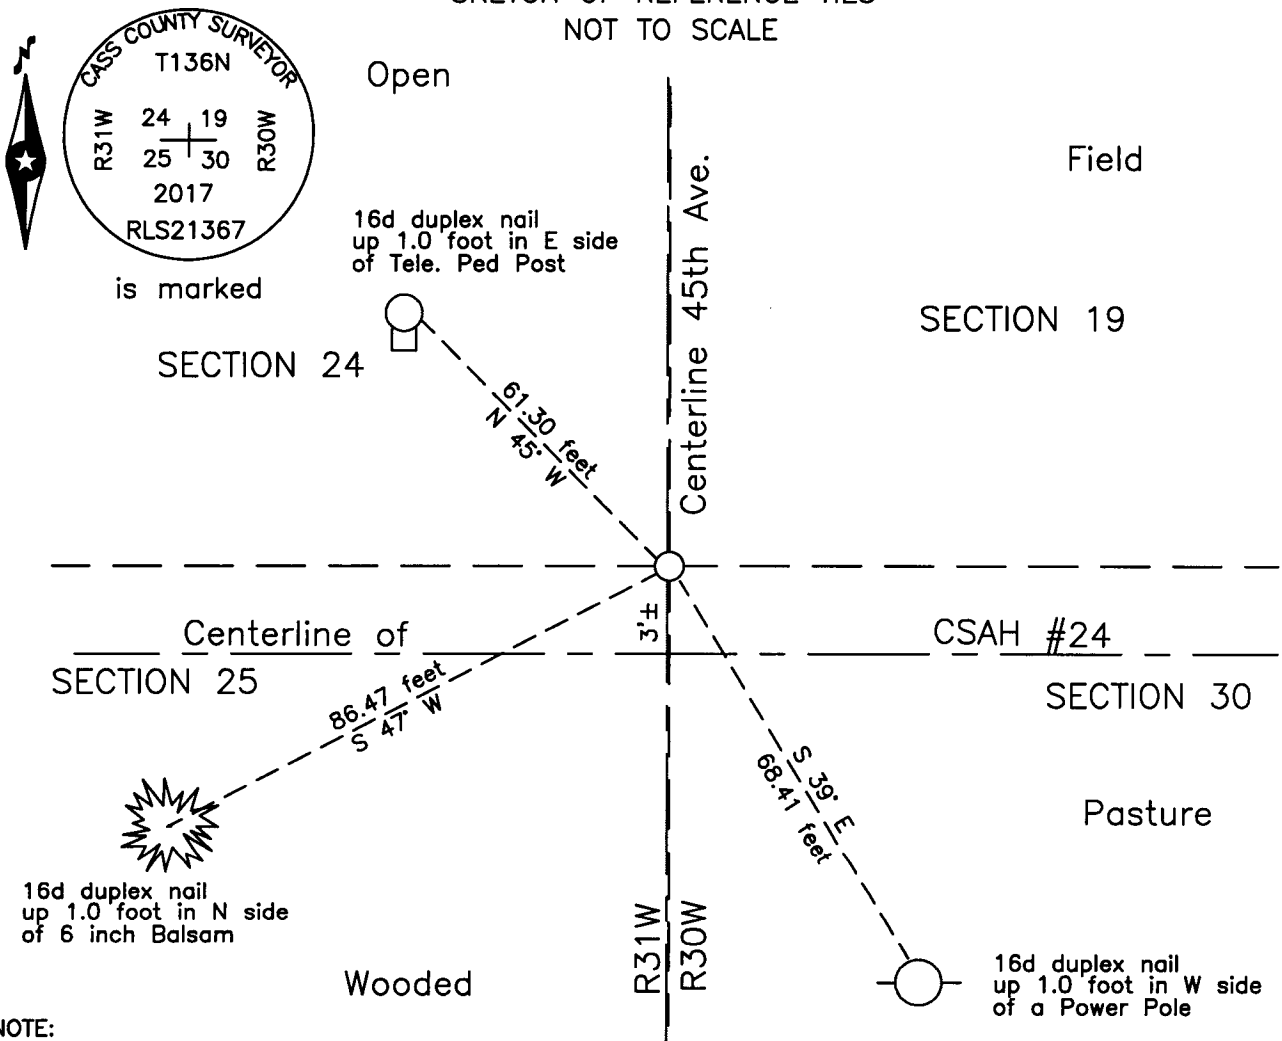 SKETCH OF REFERENCE TIES
NOT TO SCALE
N
CASS COUNTY SURVEYOR
T136N
R31W
24 19
25 30
R30W
2017
RLS21367
is marked
Open
Field
16d duplex nail
up 1.0 foot in E side
of Tele. Ped Post
Centerline 45th Ave.
SECTION 24
SECTION 19
61.30 feet
N 45° W
3'±
Centerline of
CSAH #24
SECTION 25
SECTION 30
86.47 feet
S 47° W
S 39° E
68.41 feet
Pasture
16d duplex nail
up 1.0 foot in N side
of 6 inch Balsam
R31W
R30W
Wooded
16d duplex nail
up 1.0 foot in W side
of a Power Pole
NOTE: